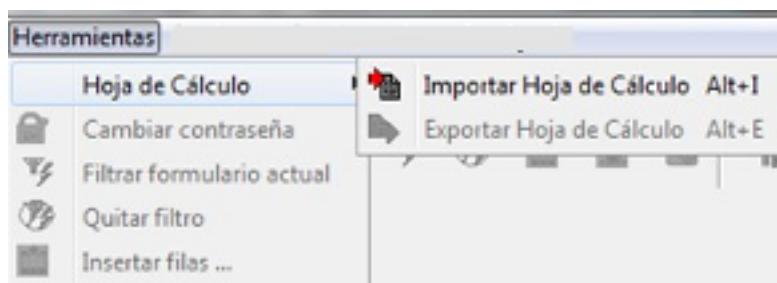 Herramientas
Hoja de Cálculo
Importar Hoja de Cálculo Alt+I
Cambiar contraseña
Exportar Hoja de Cálculo Alt+E
Filtrar formulario actual
Quitar filtro
Insertar filas ...